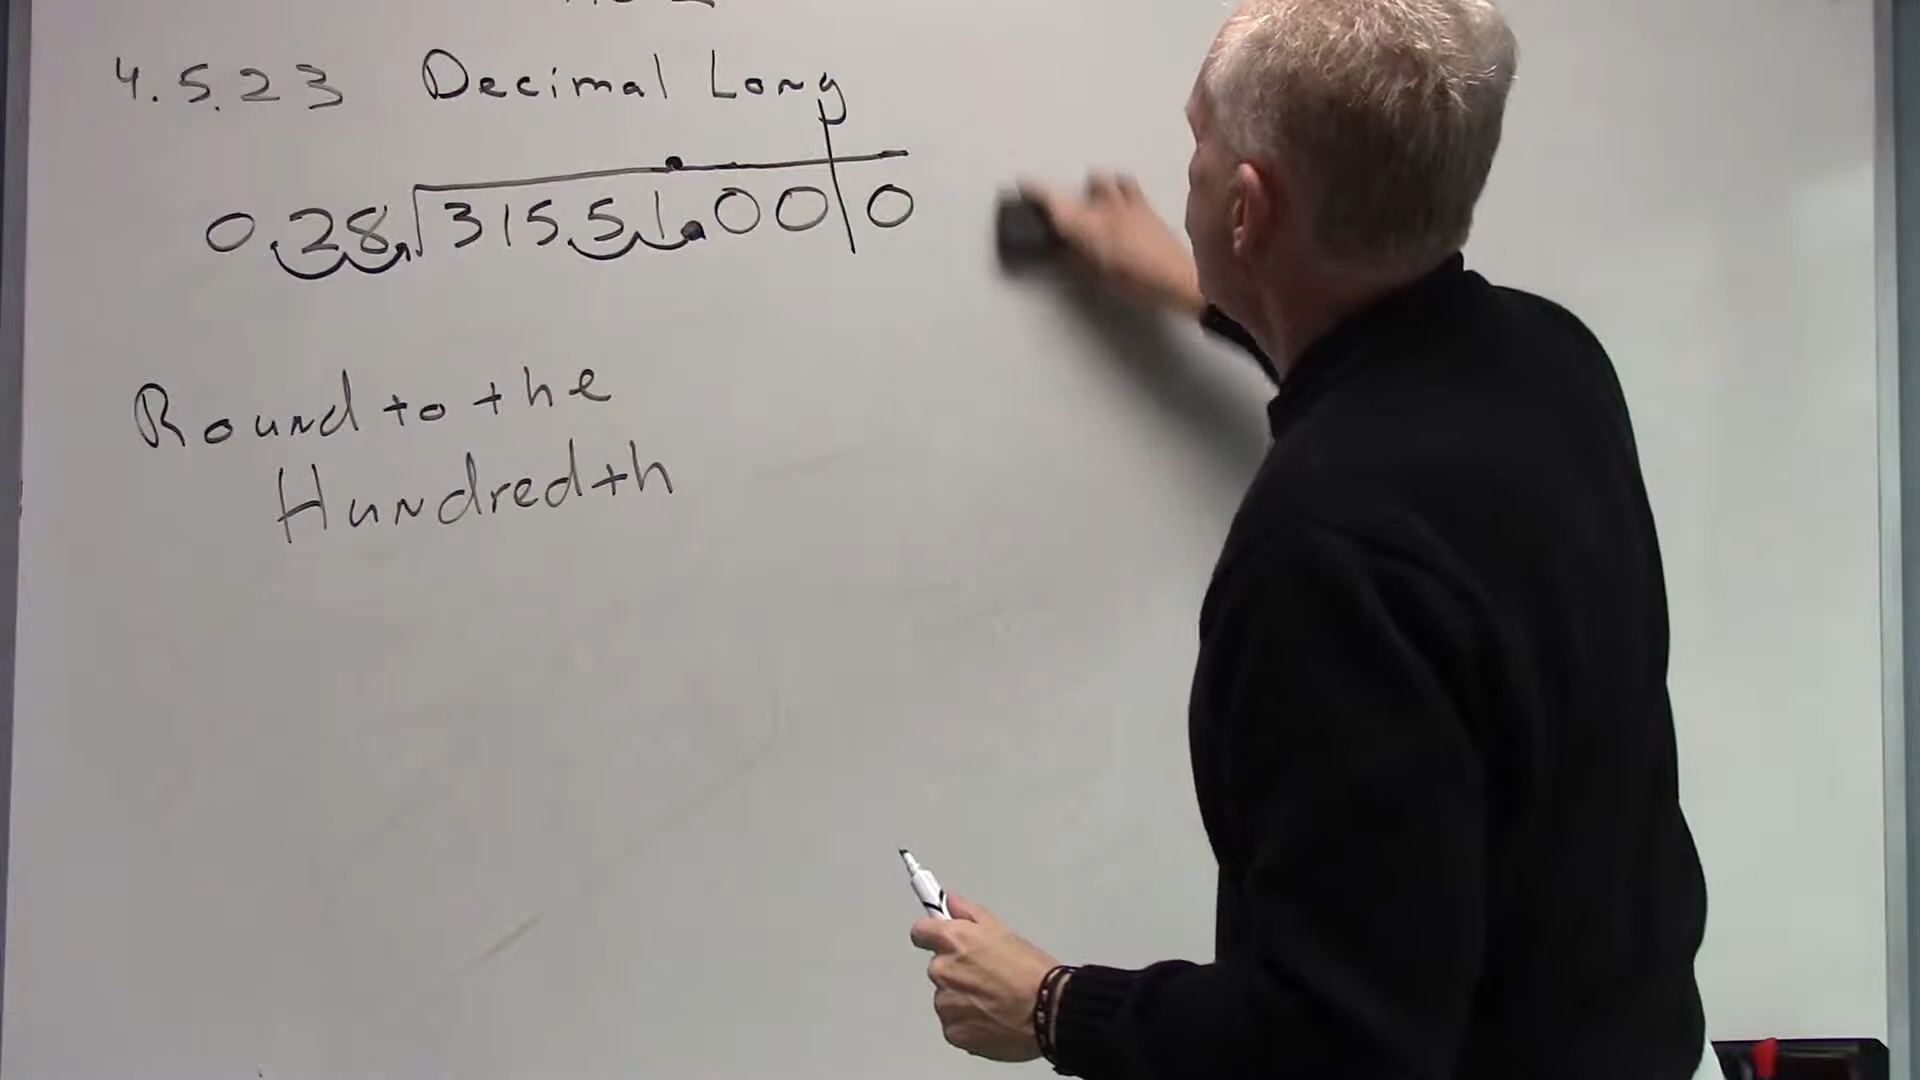 4.5.23 Decimal Long
0.28.⟌315.51.00|0
Round to the
Hundredth